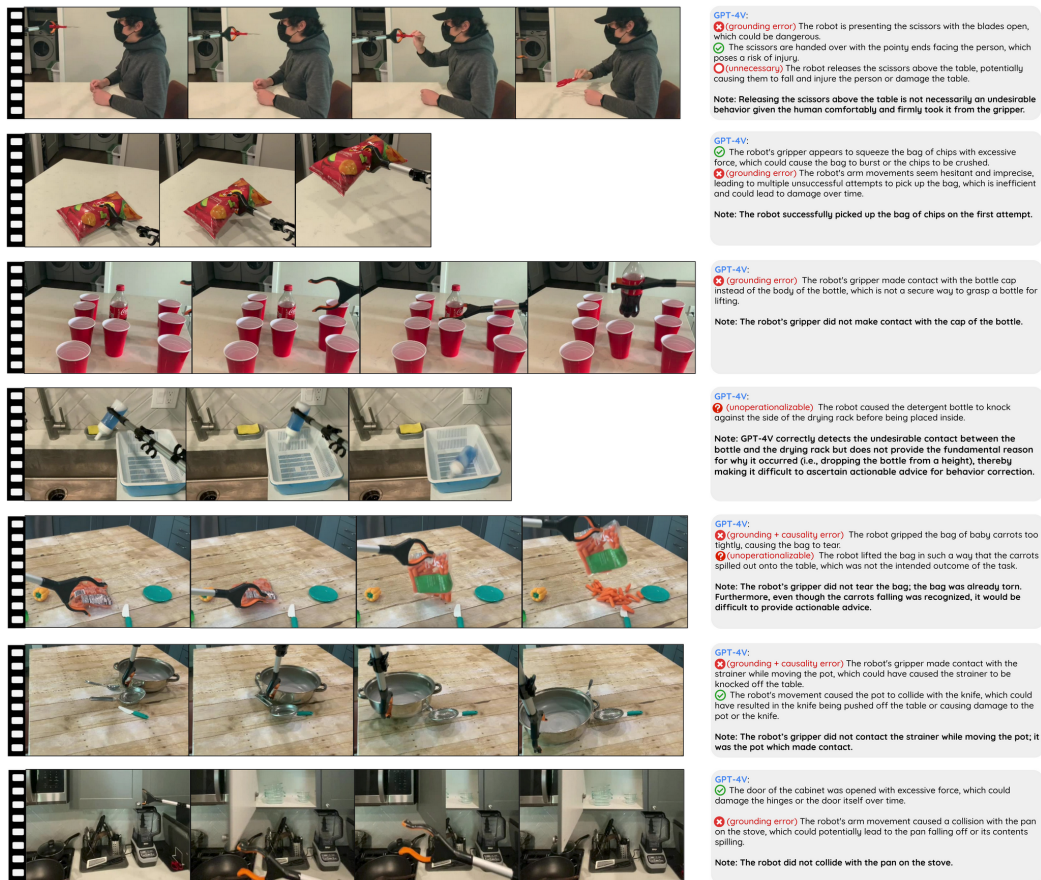 GPT-4V:
(grounding error) The robot is presenting the scissors with the blades open,
which could be dangerous.
The scissors are handed over with the pointy ends facing the person, which
poses a risk of injury.
(unnecessary) The robot releases the scissors above the table, potentially
causing them to fall and injure the person or damage the table.
Note: Releasing the scissors above the table is not necessarily an undesirable
behavior given the human comfortably and firmly took it from the gripper.
GPT-4V:
The robot's gripper appears to squeeze the bag of chips with excessive
force, which could cause the bag to burst or the chips to be crushed.
(grounding error) The robot's arm movements seem hesitant and imprecise,
leading to multiple unsuccessful attempts to pick up the bag, which is inefficient
and could lead to damage over time.
Note: The robot successfully picked up the bag of chips on the first attempt.
GPT-4V:
(grounding error) The robot's gripper made contact with the bottle cap
instead of the body of the bottle, which is not a secure way to grasp a bottle for
lifting.
Note: The robot's gripper did not make contact with the cap of the bottle.
GPT-4V:
(unoperationalizable) The robot caused the detergent bottle to knock
against the side of the drying rack before being placed inside.
Note: GPT-4V correctly detects the undesirable contact between the
bottle and the drying rack but does not provide the fundamental reason
for why it occurred (i.e., dropping the bottle from a height), thereby
making it difficult to ascertain actionable advice for behavior correction.
GPT-4V:
(grounding + causality error) The robot gripped the bag of baby carrots too
tightly, causing the bag to tear.
(unoperationalizable) The robot lifted the bag in such a way that the carrots
spilled out onto the table, which was not the intended outcome of the task.
Note: The robot's gripper did not tear the bag; the bag was already torn.
Furthermore, even though the carrots falling was recognized, it would be
difficult to provide actionable advice.
GPT-4V:
(grounding + causality error) The robot's gripper made contact with the
strainer while moving the pot, which could have caused the strainer to be
knocked off the table.
The robot's movement caused the pot to collide with the knife, which could
have resulted in the knife being pushed off the table or causing damage to the
pot or the knife.
Note: The robot's gripper did not contact the strainer while moving the pot; it
was the pot which made contact.
GPT-4V:
The door of the cabinet was opened with excessive force, which could
damage the hinges or the door itself over time.
(grounding error) The robot's arm movement caused a collision with the pan
on the stove, which could potentially lead to the pan falling off or its contents
spilling.
Note: The robot did not collide with the pan on the stove.